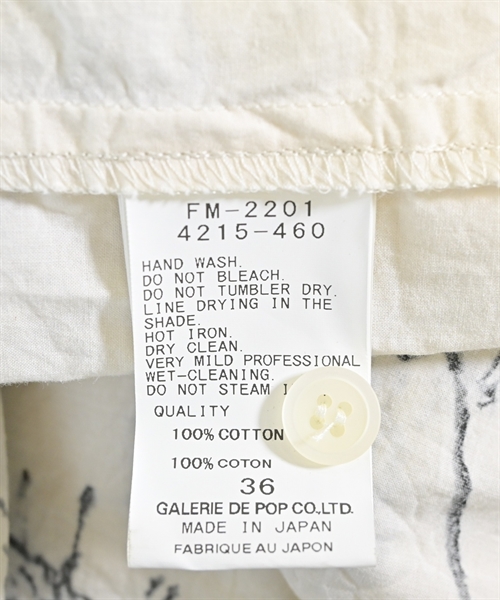 FM-2201
4215-460
HAND WASH.
DO NOT BLEACH.
DO NOT TUMBLER DRY.
LINE DRYING IN THE
SHADE.
HOT IRON.
DRY CLEAN.
VERY MILD PROFESSIONAL
WET-CLEANING.
DO NOT STEAM
QUALITY
100% COTTON
100% COTON
36
GALERIE DE POP CO.,LTD.
MADE IN JAPAN
FABRIQUE AU JAPON